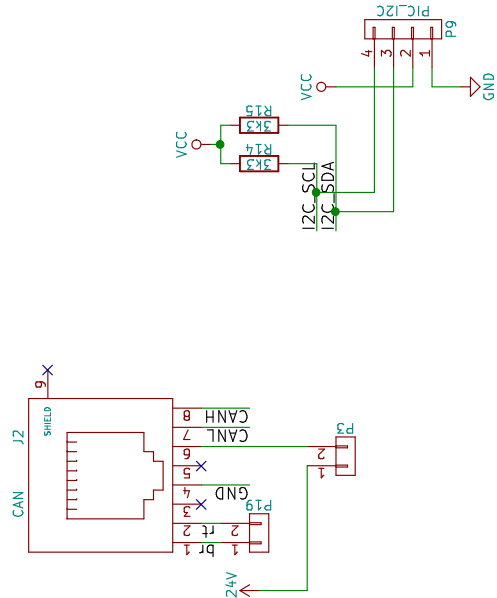 PIC_I2C
P9
4
3
2
1
VCC
GND
R15
3k3
VCC
R14
3k3
I2C_SCL
I2C_SDA
9
J2
SHIELD
CAN
8
CANH
7
CANL
6
5
4
GND
3
2
rt
1
br
P3
2
1
P19
2
1
24V